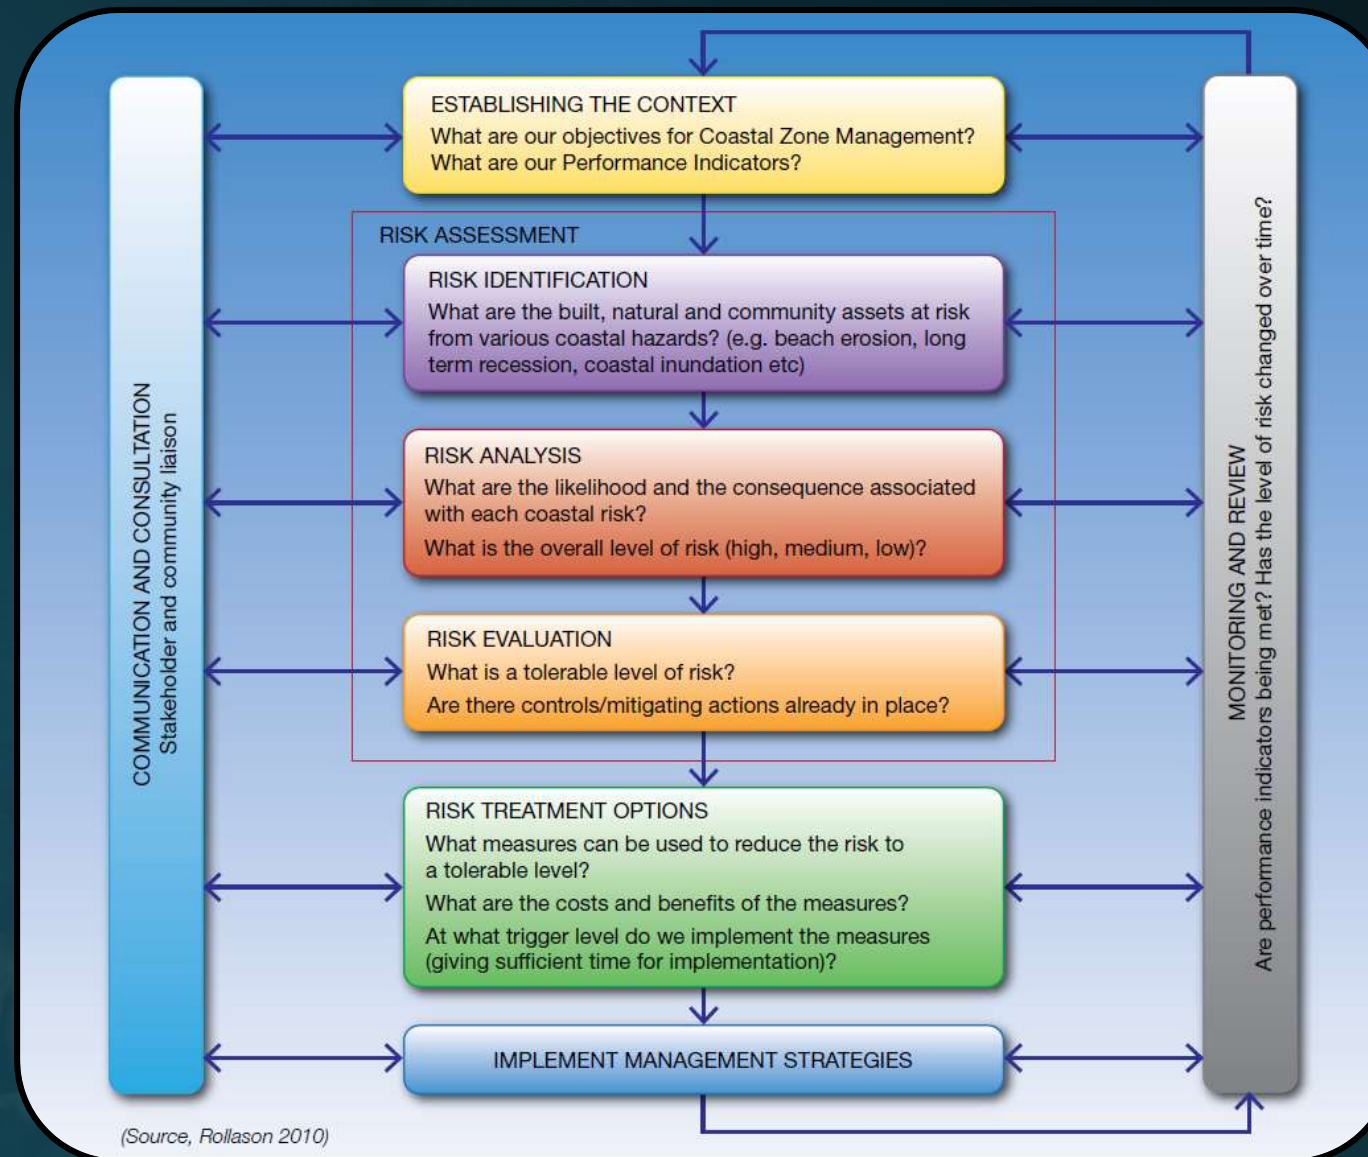 ESTABLISHING THE CONTEXT
What are our objectives for Coastal Zone Management?
What are our Performance Indicators?
RISK ASSESSMENT
RISK IDENTIFICATION
What are the built, natural and community assets at risk
from various coastal hazards? (e.g. beach erosion, long
term recession, coastal inundation etc)
RISK ANALYSIS
What are the likelihood and the consequence associated
with each coastal risk?
What is the overall level of risk (high, medium, low)?
RISK EVALUATION
What is a tolerable level of risk?
Are there controls/mitigating actions already in place?
RISK TREATMENT OPTIONS
What measures can be used to reduce the risk to
a tolerable level?
What are the costs and benefits of the measures?
At what trigger level do we implement the measures
(giving sufficient time for implementation)?
IMPLEMENT MANAGEMENT STRATEGIES
COMMUNICATION AND CONSULTATION
Stakeholder and community liaison
MONITORING AND REVIEW
Are performance indicators being met? Has the level of risk changed over time?
(Source, Rollason 2010)